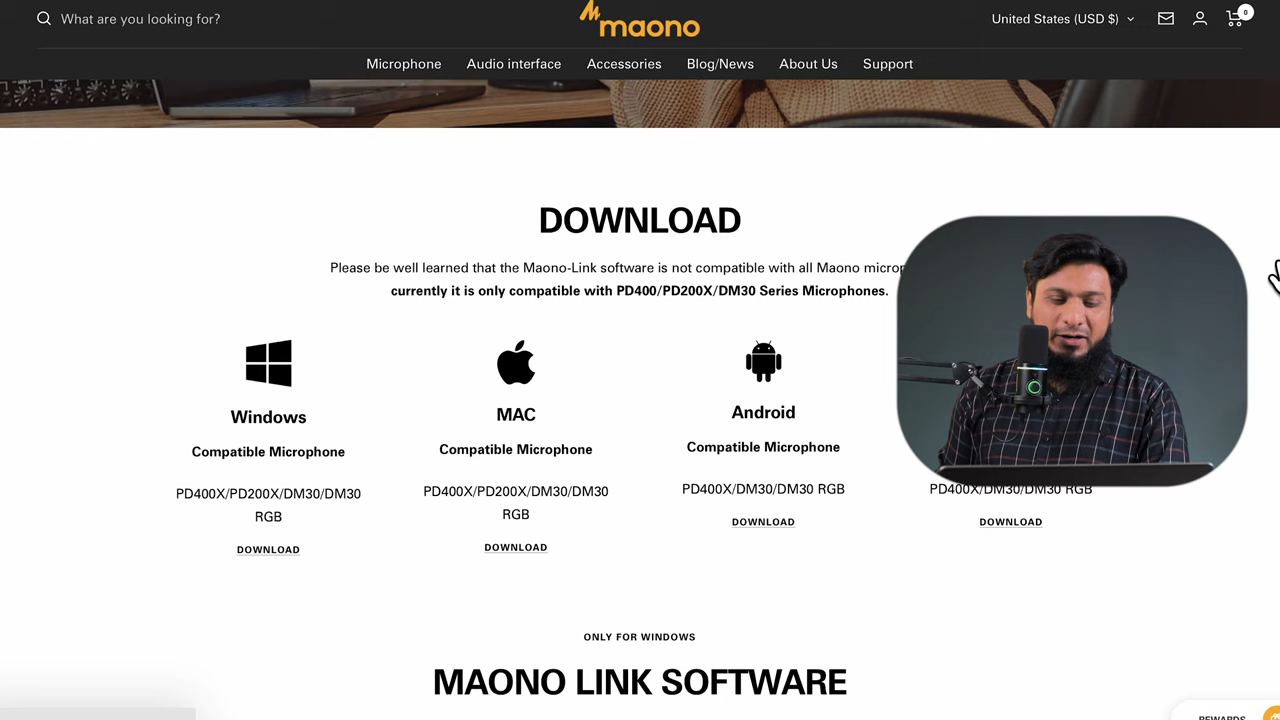 What are you looking for?
maono
United States (USD $)
0
Microphone
Audio interface
Accessories
Blog/News
About Us
Support
DOWNLOAD
Please be well learned that the Maono-Link software is not compatible with all Maono
currently it is only compatible with PD400/PD200X/DM30 Series Microphones.
Windows
Compatible Microphone
PD400X/PD200X/DM30/DM30
RGB
DOWNLOAD
MAC
Compatible Microphone
PD400X/PD200X/DM30/DM30
RGB
DOWNLOAD
Android
Compatible Microphone
PD400X/DM30/DM30 RGB
DOWNLOAD
PD400X/DM30/DM30 RGB
DOWNLOAD
ONLY FOR WINDOWS
MAONO LINK SOFTWARE
REWARDS